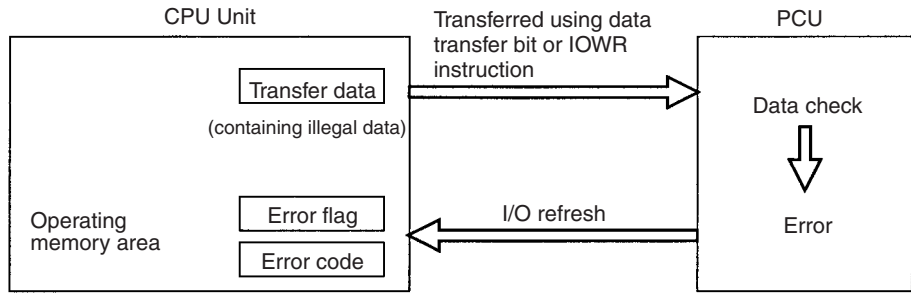 CPU Unit
Transferred using data
transfer bit or IOWR
instruction
PCU
Transfer data
(containing illegal data)
Data check
Operating
memory area
Error flag
Error code
I/O refresh
Error